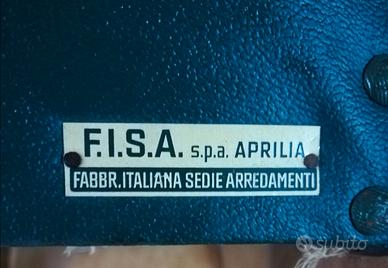 F.I.S.A. s.p.a. APRILIA
FABBR.ITALIANA SEDIE ARREDAMENTI
subito